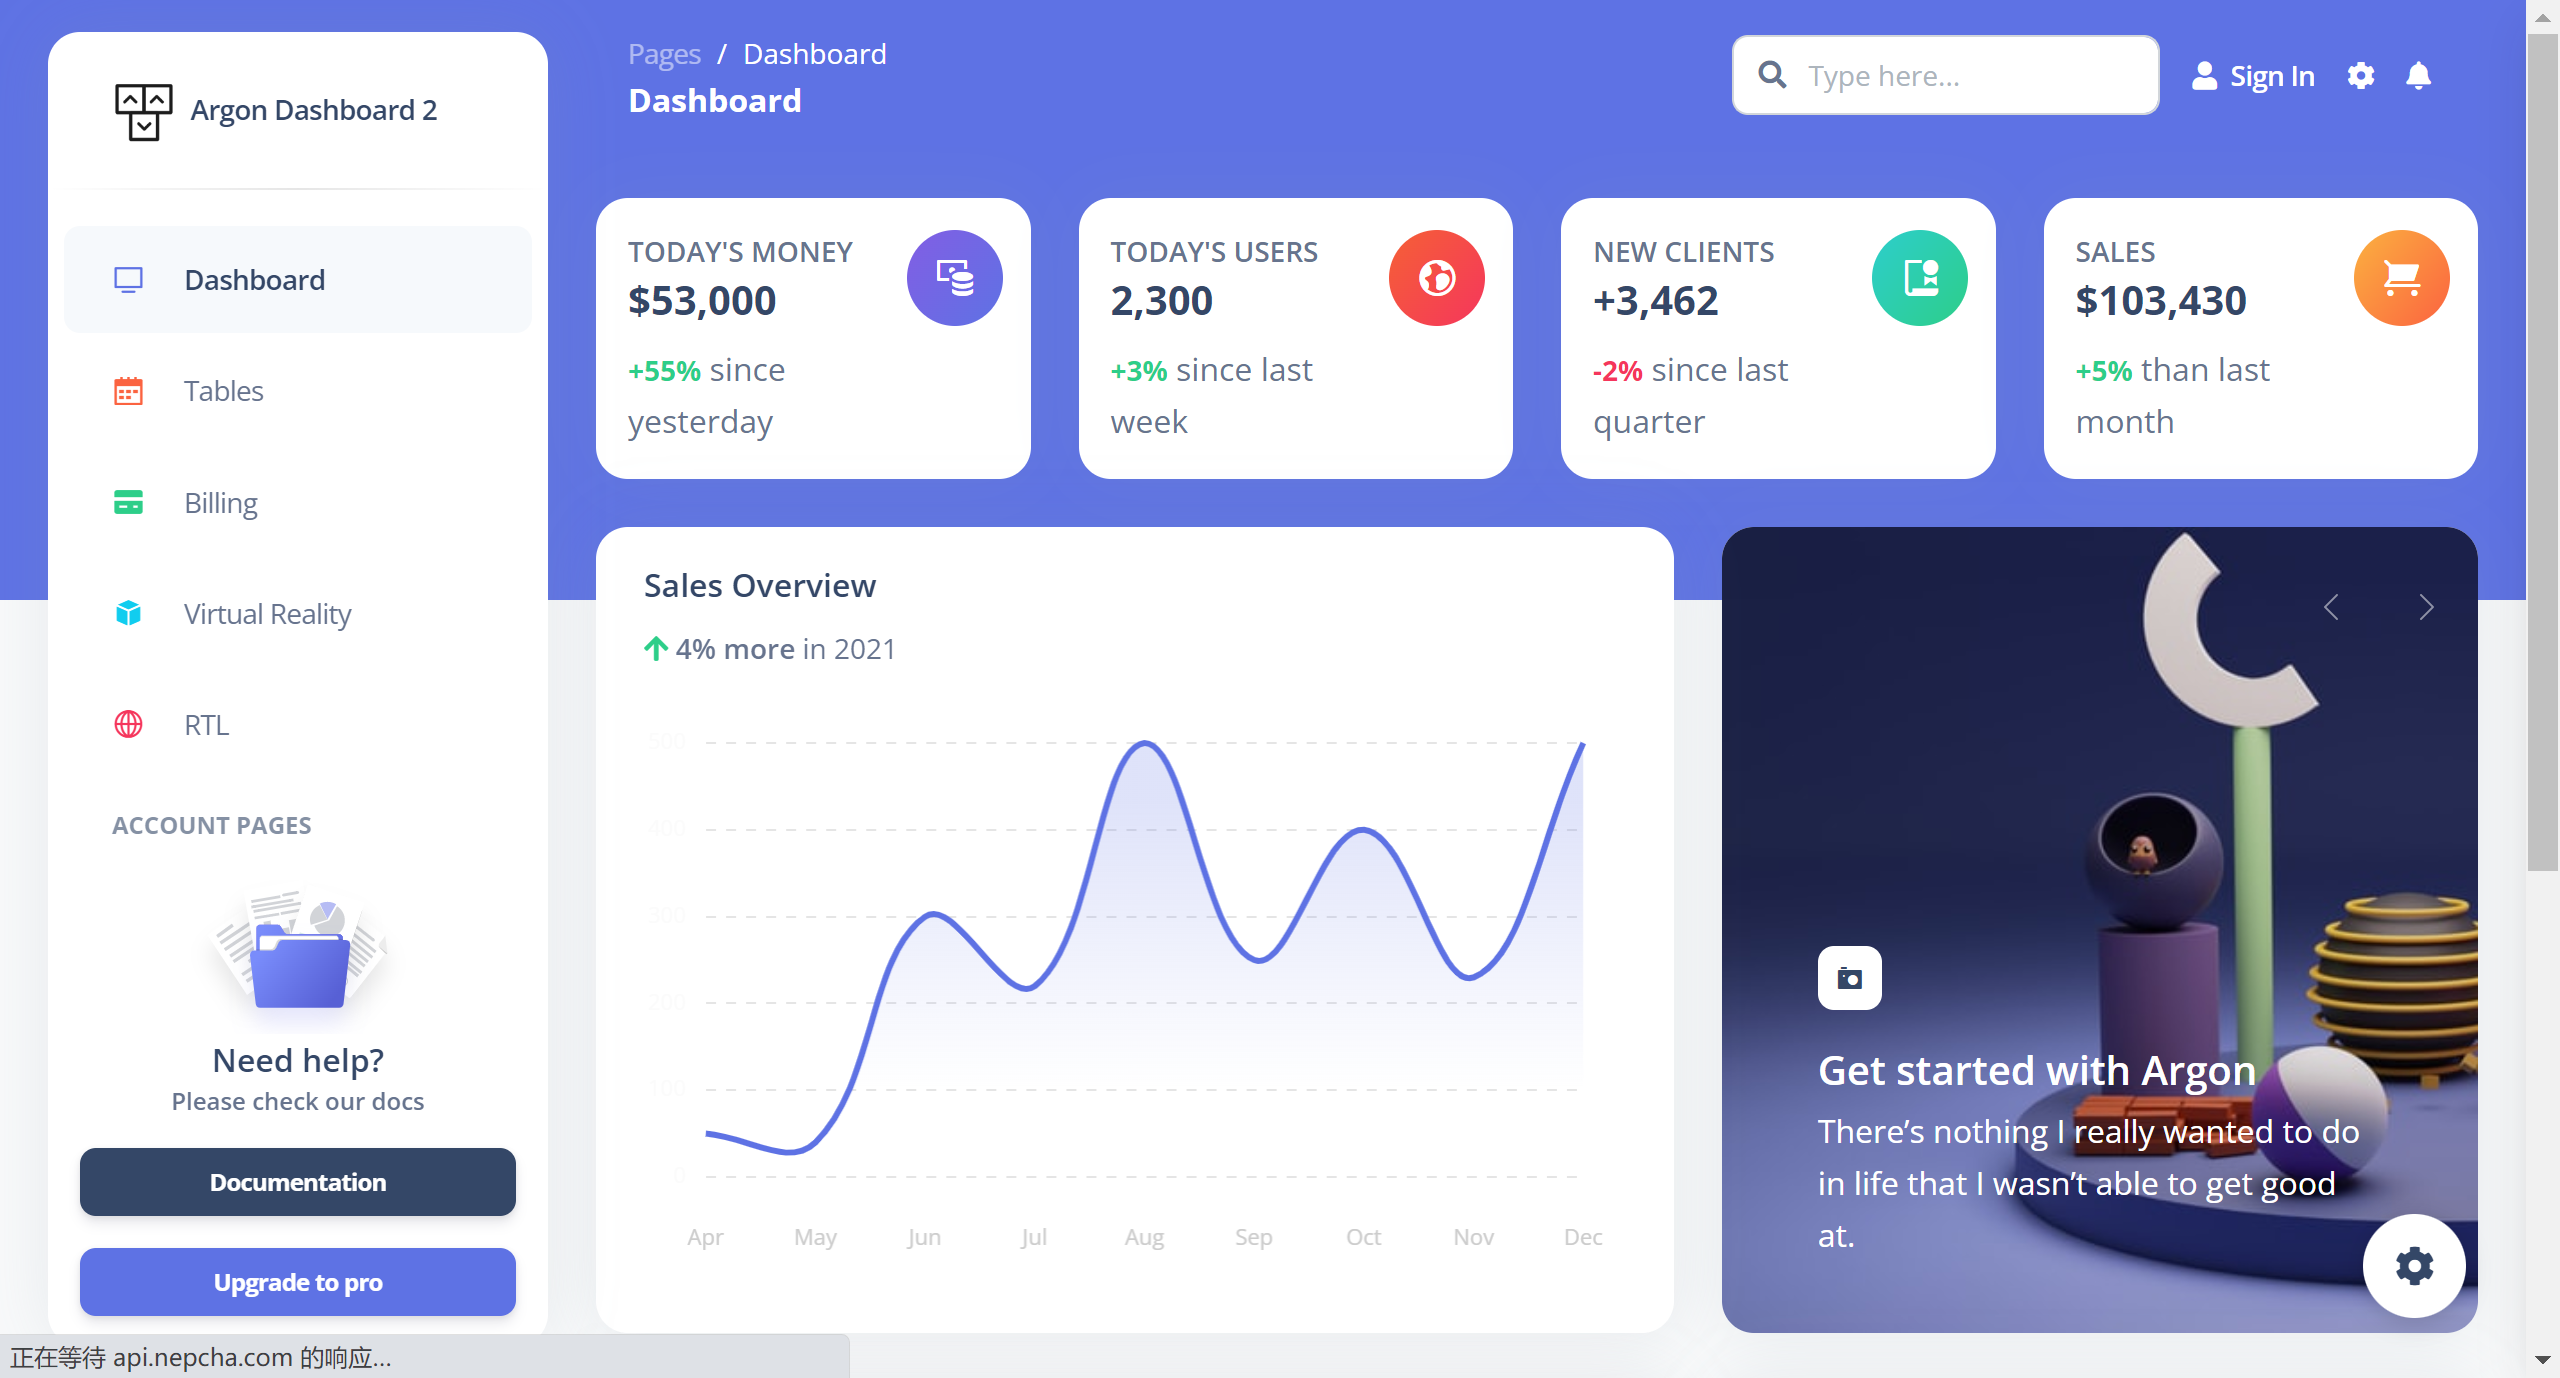 Argon Dashboard 2
Dashboard
Tables
Billing
Virtual Reality
RTL
ACCOUNT PAGES
Need help?
Please check our docs
Documentation
Upgrade to pro
Pages / Dashboard
Dashboard
Type here...
Sign In
TODAY'S MONEY
$53,000
+55% since
yesterday
TODAY'S USERS
2,300
+3% since last
week
NEW CLIENTS
+3,462
-2% since last
quarter
SALES
$103,430
+5% than last
month
Sales Overview
4% more in 2021
500
400
300
200
100
0
Apr May Jun Jul Aug Sep Oct Nov Dec
Get started with Argon
There’s nothing I really wanted to do
in life that I wasn’t able to get good
at.
正在等待 api.nepcha.com 的响应...